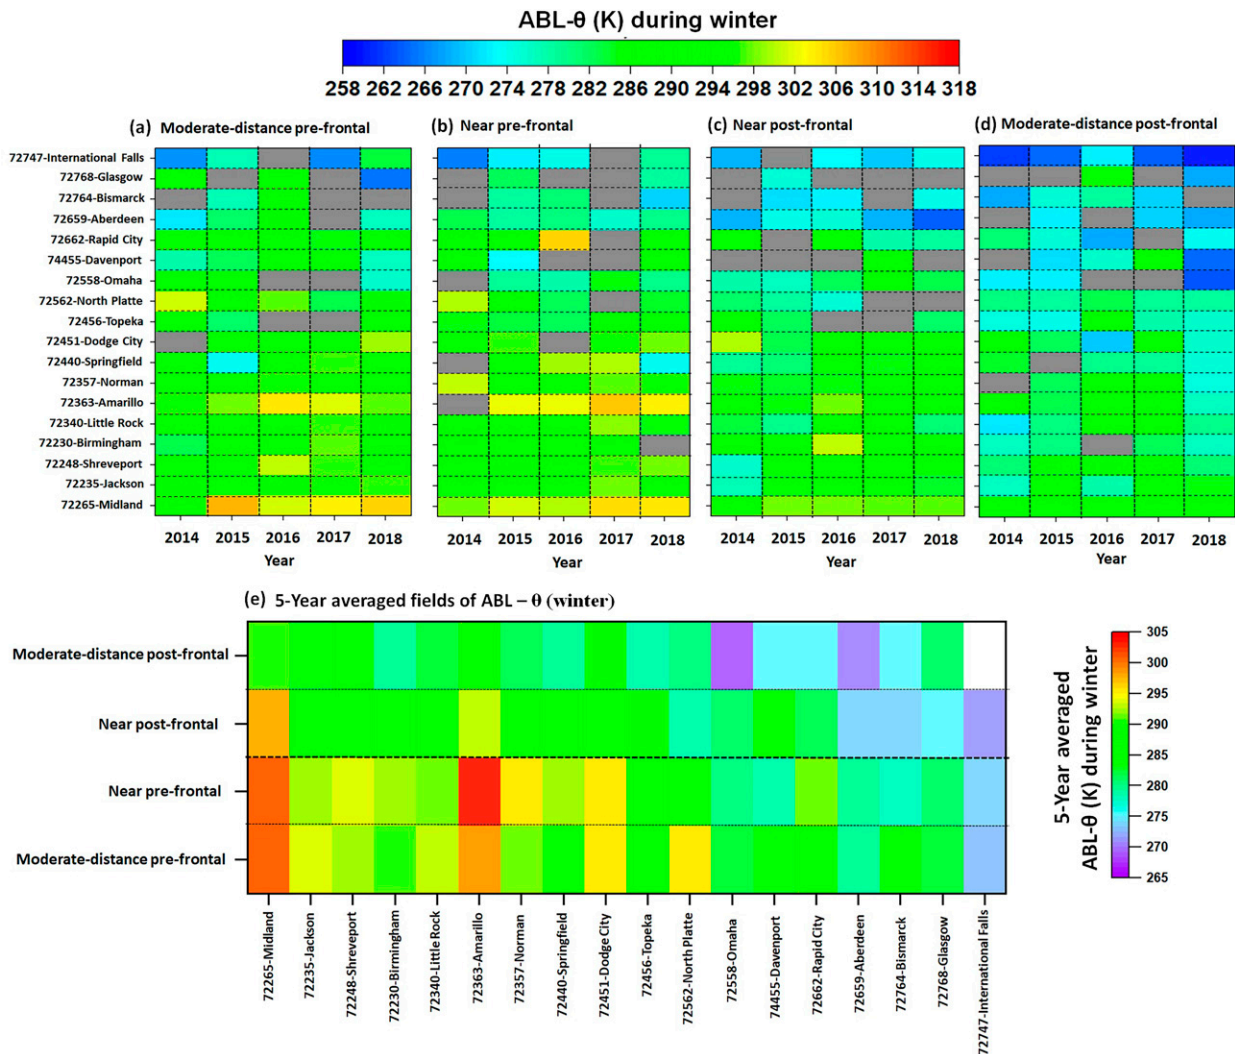 ABL-θ (K) during winter
258 262 266 270 274 278 282 286 290 294 298 302 306 310 314 318
(a) Moderate-distance pre-frontal
(b) Near pre-frontal
(c) Near post-frontal
(d) Moderate-distance post-frontal
72747-International Falls
72768-Glasgow
72764-Bismarck
72659-Aberdeen
72662-Rapid City
74455-Davenport
72558-Omaha
72562-North Platte
72456-Topeka
72451-Dodge City
72440-Springfield
72357-Norman
72363-Amarillo
72340-Little Rock
72230-Birmingham
72248-Shreveport
72235-Jackson
72265-Midland
2014 2015 2016 2017 2018
Year
2014 2015 2016 2017 2018
Year
2014 2015 2016 2017 2018
Year
2014 2015 2016 2017 2018
Year
(e) 5-Year averaged fields of ABL – θ (winter)
Moderate-distance post-frontal
Near post-frontal
Near pre-frontal
Moderate-distance pre-frontal
72265-Midland
72235-Jackson
72248-Shreveport
72230-Birmingham
72340-Little Rock
72363-Amarillo
72357-Norman
72440-Springfield
72451-Dodge City
72456-Topeka
72562-North Platte
72558-Omaha
74455-Davenport
72662-Rapid City
72659-Aberdeen
72764-Bismarck
72768-Glasgow
72747-International Falls
5-Year averaged
ABL-θ (K) during winter
305
300
295
290
285
280
275
270
265